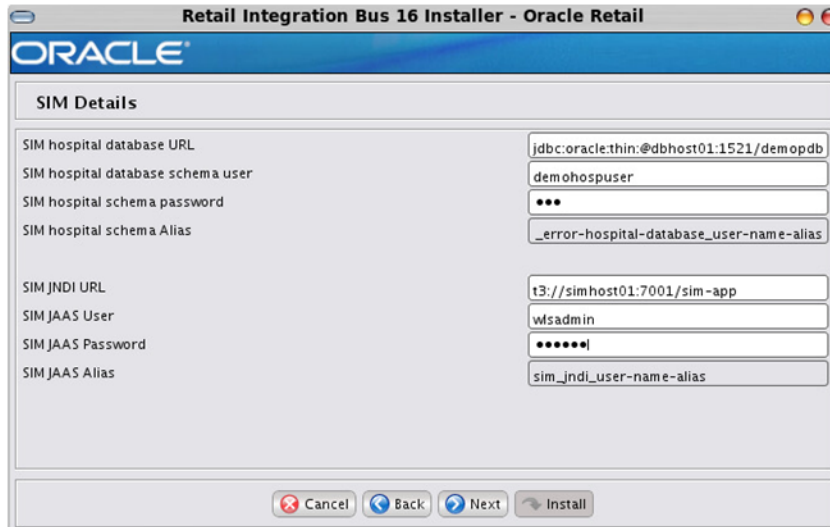 Retail Integration Bus 16 Installer - Oracle Retail
ORACLE®
SIM Details
SIM hospital database URL jdbc:oracle:thin:@dbhost01:1521/demopdb
SIM hospital database schema user demohospuser
SIM hospital schema password •••
SIM hospital schema Alias _error-hospital-database_user-name-alias
SIM JNDI URL t3://simhost01:7001/sim-app
SIM JAAS User wlsadmin
SIM JAAS Password ••••••
SIM JAAS Alias sim_jndi_user-name-alias
Cancel Back Next Install